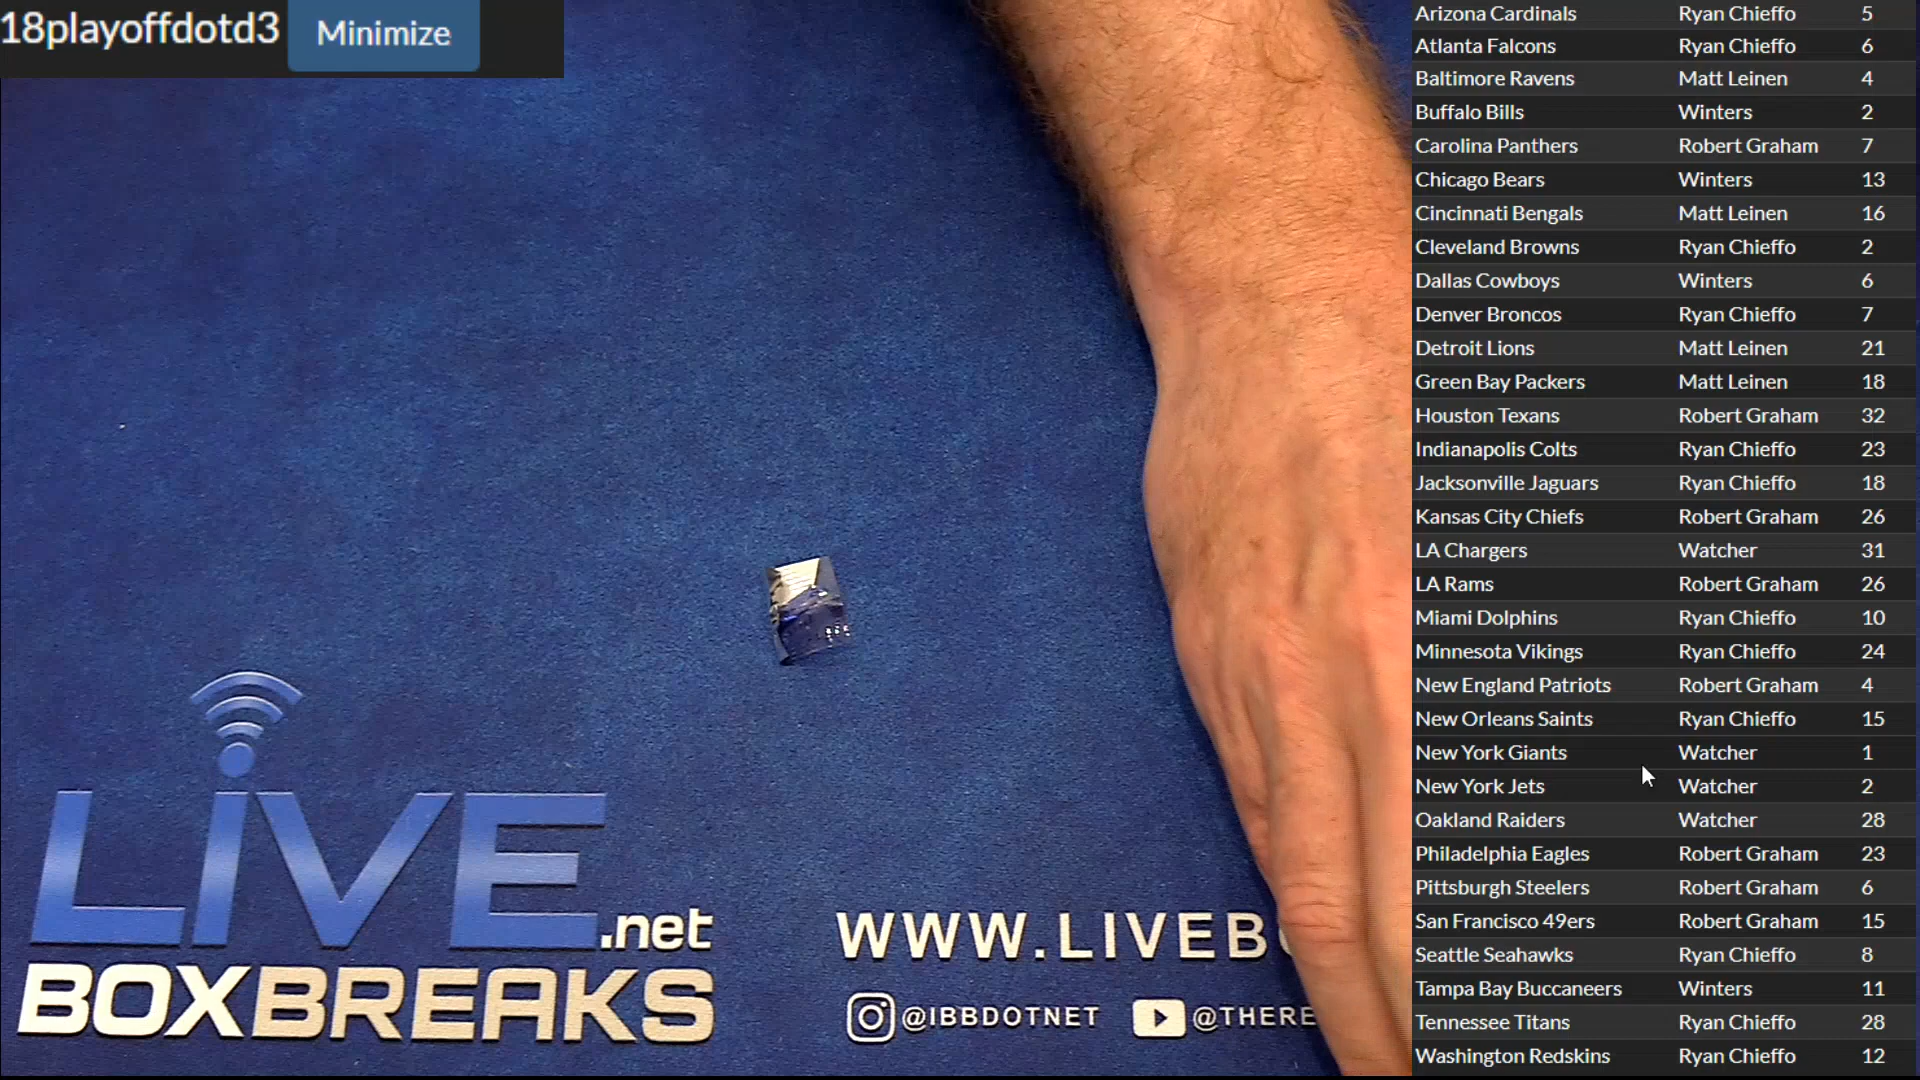 18playoffdotd3 Minimize
Arizona Cardinals Ryan Chieffo 5
Atlanta Falcons Ryan Chieffo 6
Baltimore Ravens Matt Leinen 4
Buffalo Bills Winters 2
Carolina Panthers Robert Graham 7
Chicago Bears Winters 13
Cincinnati Bengals Matt Leinen 16
Cleveland Browns Ryan Chieffo 2
Dallas Cowboys Winters 6
Denver Broncos Ryan Chieffo 7
Detroit Lions Matt Leinen 21
Green Bay Packers Matt Leinen 18
Houston Texans Robert Graham 32
Indianapolis Colts Ryan Chieffo 23
Jacksonville Jaguars Ryan Chieffo 18
Kansas City Chiefs Robert Graham 26
LA Chargers Watcher 31
LA Rams Robert Graham 26
Miami Dolphins Ryan Chieffo 10
Minnesota Vikings Ryan Chieffo 24
New England Patriots Robert Graham 4
New Orleans Saints Ryan Chieffo 15
New York Giants Watcher 1
New York Jets Watcher 2
Oakland Raiders Watcher 28
Philadelphia Eagles Robert Graham 23
Pittsburgh Steelers Robert Graham 6
San Francisco 49ers Robert Graham 15
Seattle Seahawks Ryan Chieffo 8
Tampa Bay Buccaneers Winters 11
Tennessee Titans Ryan Chieffo 28
Washington Redskins Ryan Chieffo 12
LIVE.net
BOXBREAKS
WWW.LIVEB
@IBBDOTNET @THERE